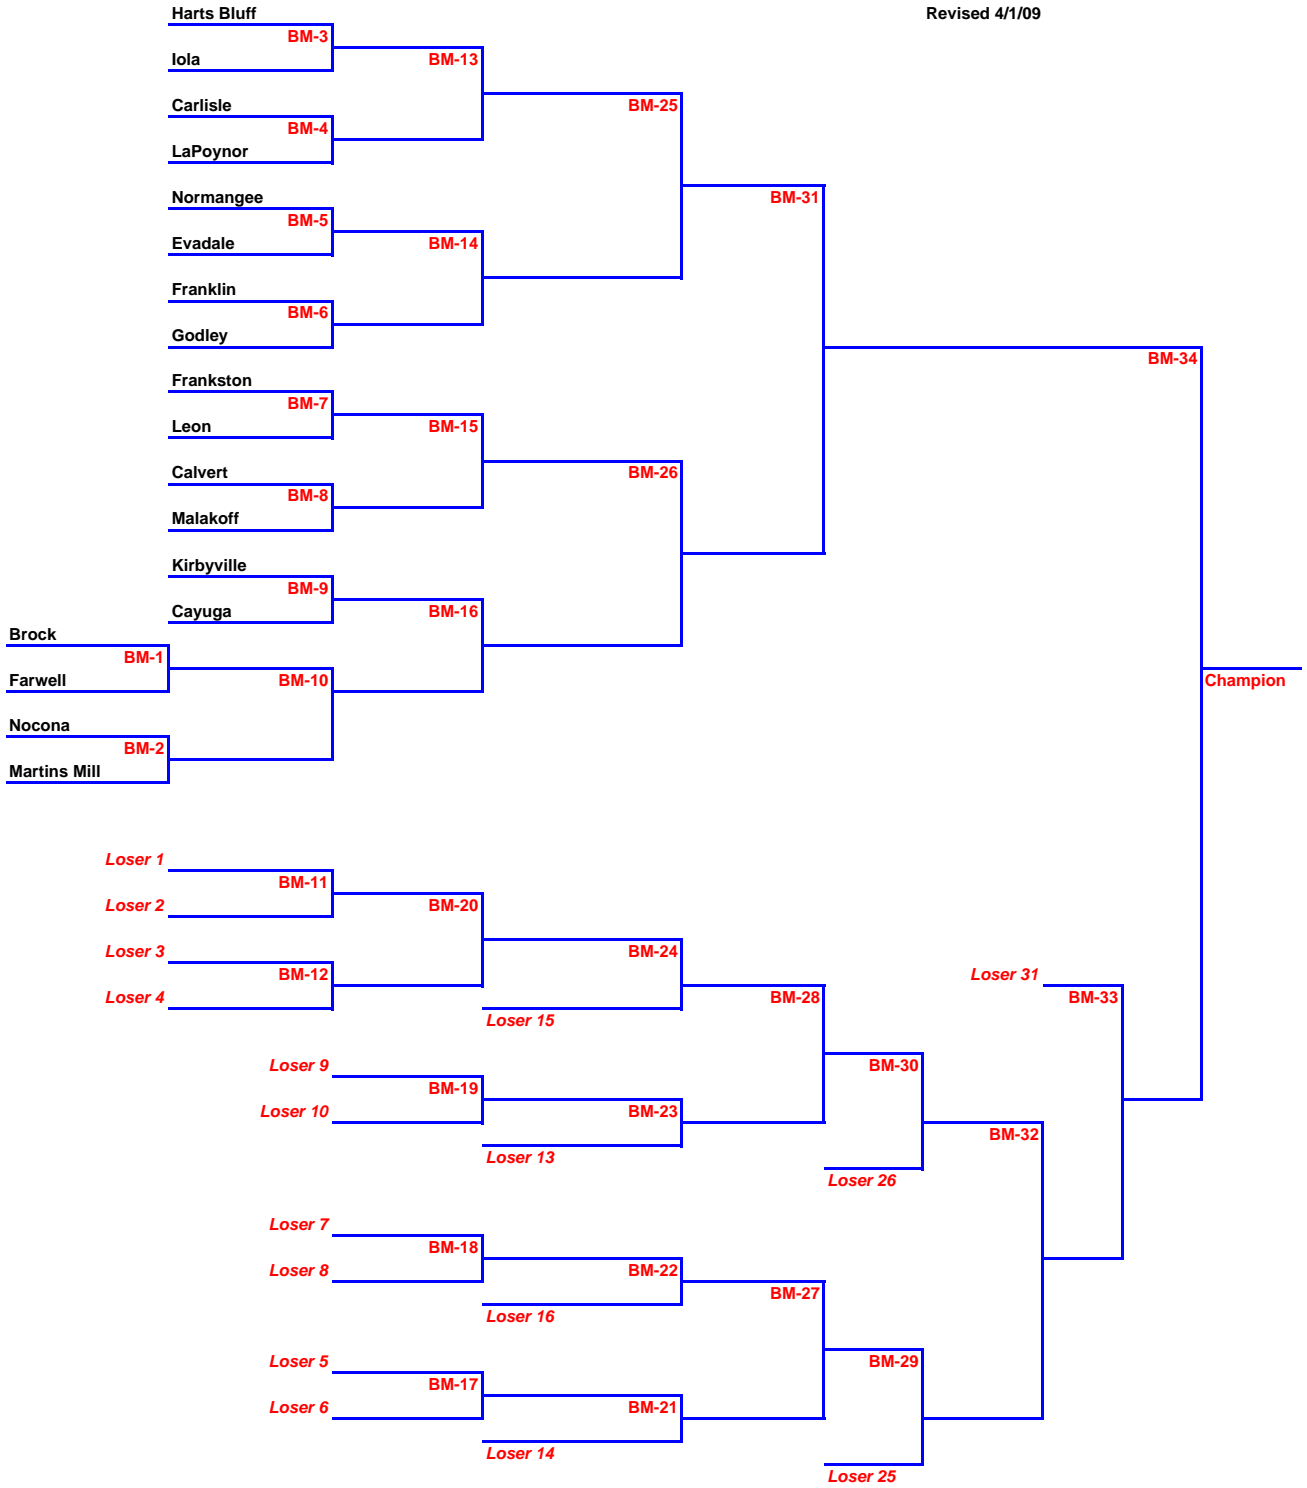 Harts Bluff
Revised 4/1/09
BM-3
Iola
BM-13
Carlisle
BM-25
BM-4
LaPoynor
Normangee
BM-31
BM-5
Evadale
BM-14
Franklin
BM-6
Godley
BM-34
Frankston
BM-7
Leon
BM-15
Calvert
BM-26
BM-8
Malakoff
Kirbyville
BM-9
Cayuga
BM-16
Brock
BM-1
Farwell
BM-10
Champion
Nocona
BM-2
Martins Mill
Loser 1
BM-11
Loser 2
BM-20
Loser 3
BM-24
BM-12
Loser 31
Loser 4
BM-28
BM-33
Loser 15
Loser 9
BM-30
BM-19
Loser 10
BM-23
BM-32
Loser 13
Loser 26
Loser 7
BM-18
Loser 8
BM-22
BM-27
Loser 16
Loser 5
BM-29
BM-17
Loser 6
BM-21
Loser 14
Loser 25